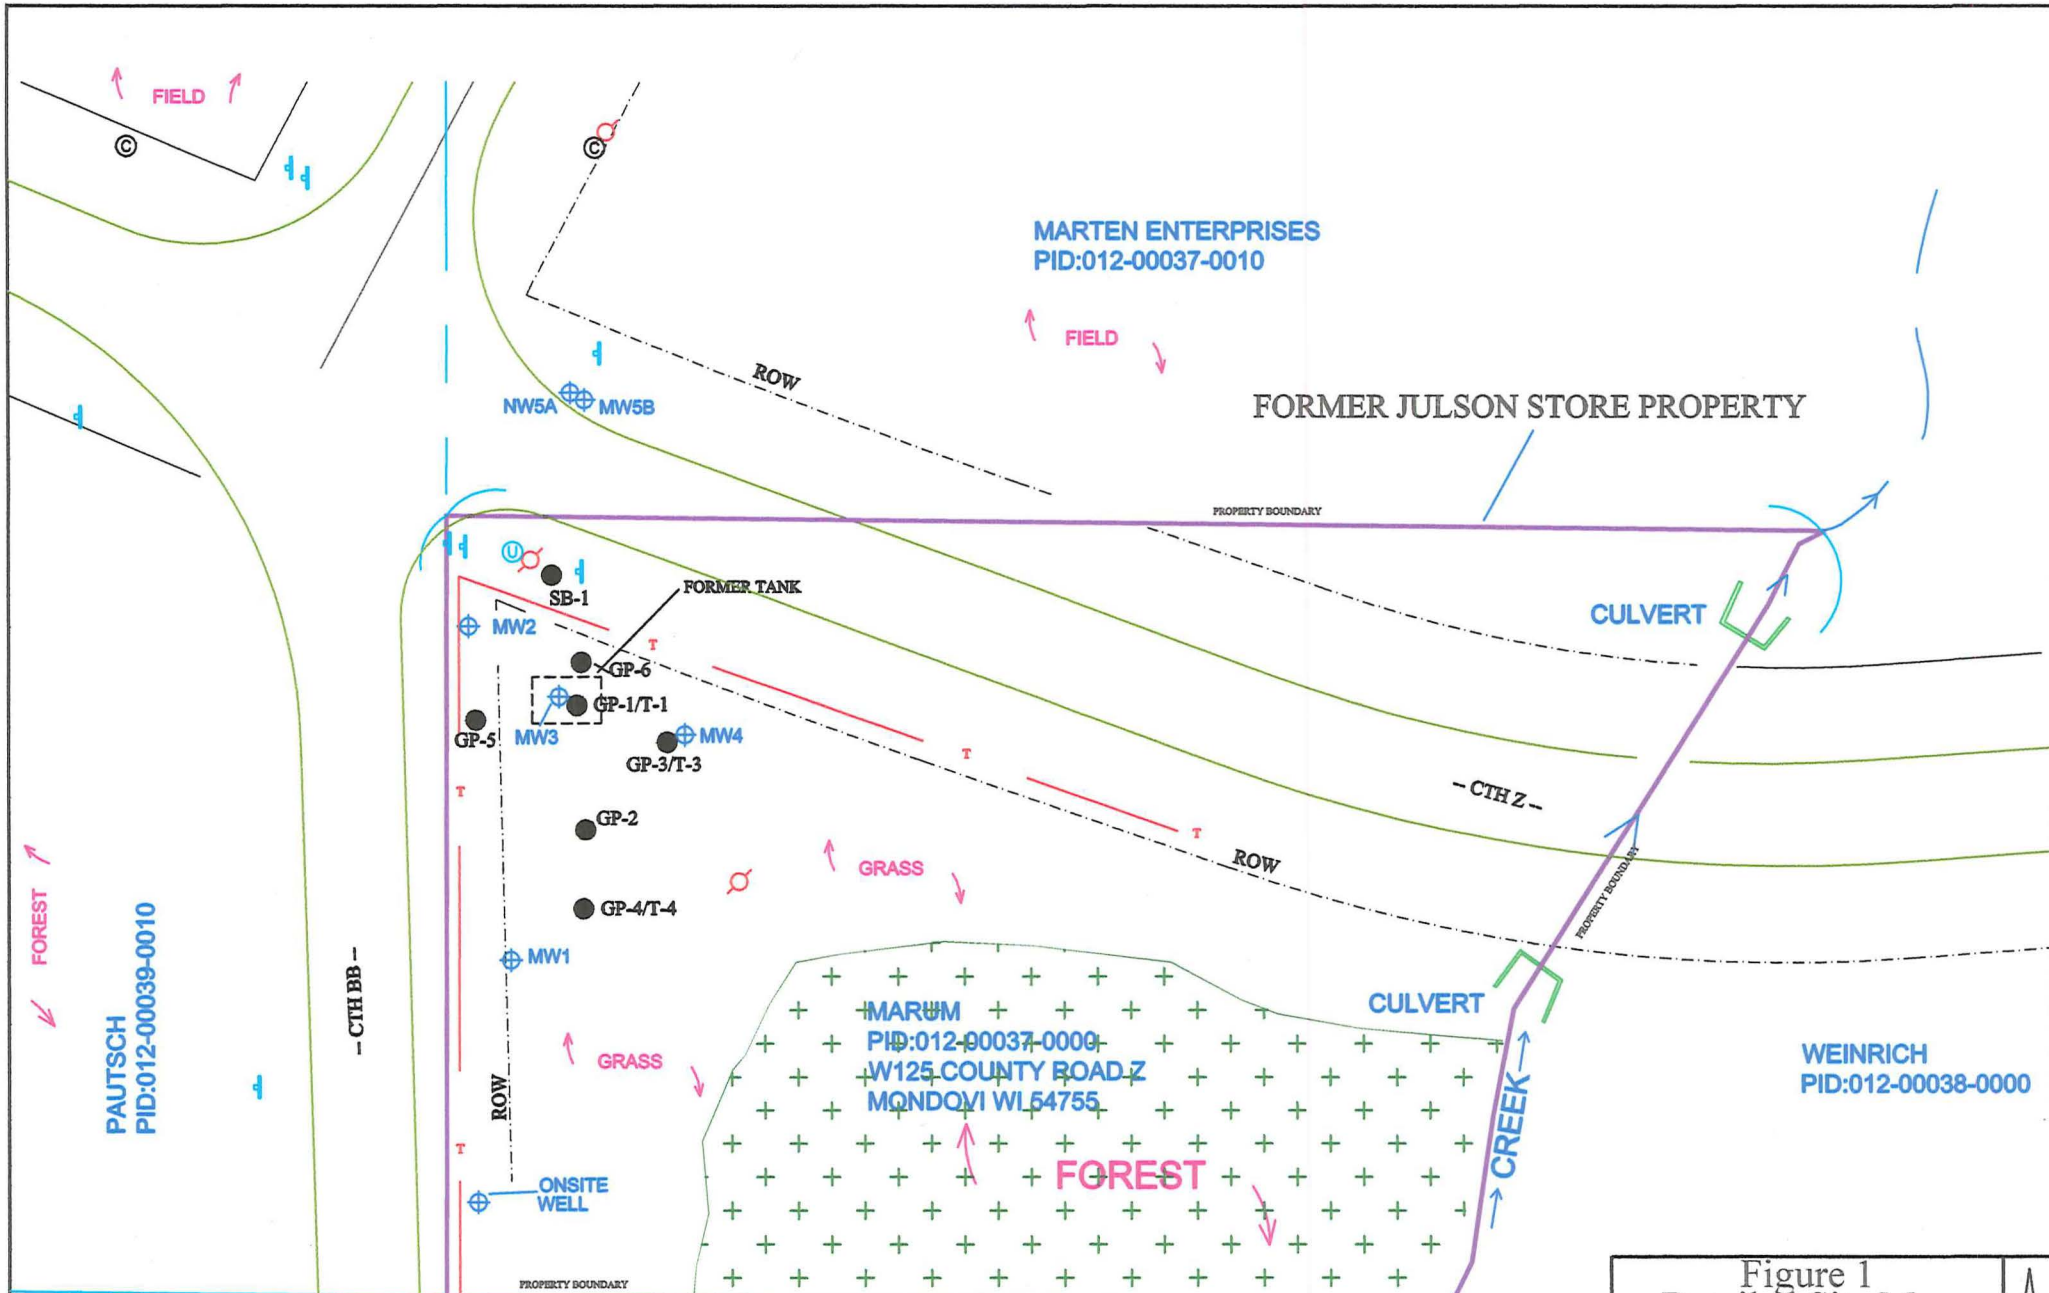 FIELD
©
©
MARTEN ENTERPRISES
PID:012-00037-0010
FIELD
ROW
NW5A
MW5B
FORMER JULSON STORE PROPERTY
PROPERTY BOUNDARY
U
SB-1
FORMER TANK
MW2
CULVERT
T
GP-6
GP-1/T-1
GP-5
MW3
MW4
GP-3/T-3
T
T
-- CTH Z --
T
GP-2
ROW
GRASS
PROPERTY BOUNDARY
FOREST
PAUTSCH
PID:012-00039-0010
GP-4/T-4
-- CTH BB --
MW1
MARUM
PID:012-00037-0000
W125 COUNTY ROAD Z
MONDOVI WI 54755
CULVERT
GRASS
WEINRICH
PID:012-00038-0000
ROW
CREEK
T
FOREST
ONSITE
WELL
PROPERTY BOUNDARY
Figure 1